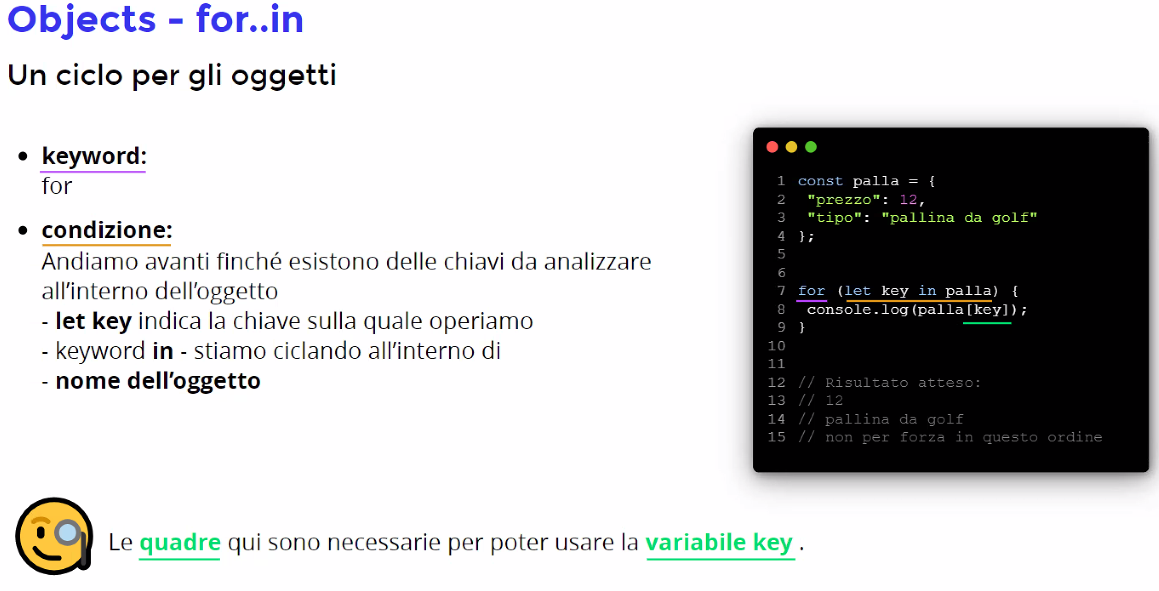 Objects - for..in
Un ciclo per gli oggetti
• keyword:
for
• condizione:
Andiamo avanti finché esistono delle chiavi da analizzare
all’interno dell’oggetto
- let key indica la chiave sulla quale operiamo
- keyword in - stiamo ciclando all’interno di
- nome dell’oggetto
1 const palla = {
2 "prezzo": 12,
3 "tipo": "pallina da golf"
4 };
5
6
7 for (let key in palla) {
8 console.log(palla[key]);
9 }
10
11
12 // Risultato atteso:
13 // 12
14 // pallina da golf
15 // non per forza in questo ordine
Le quadre qui sono necessarie per poter usare la variabile key .